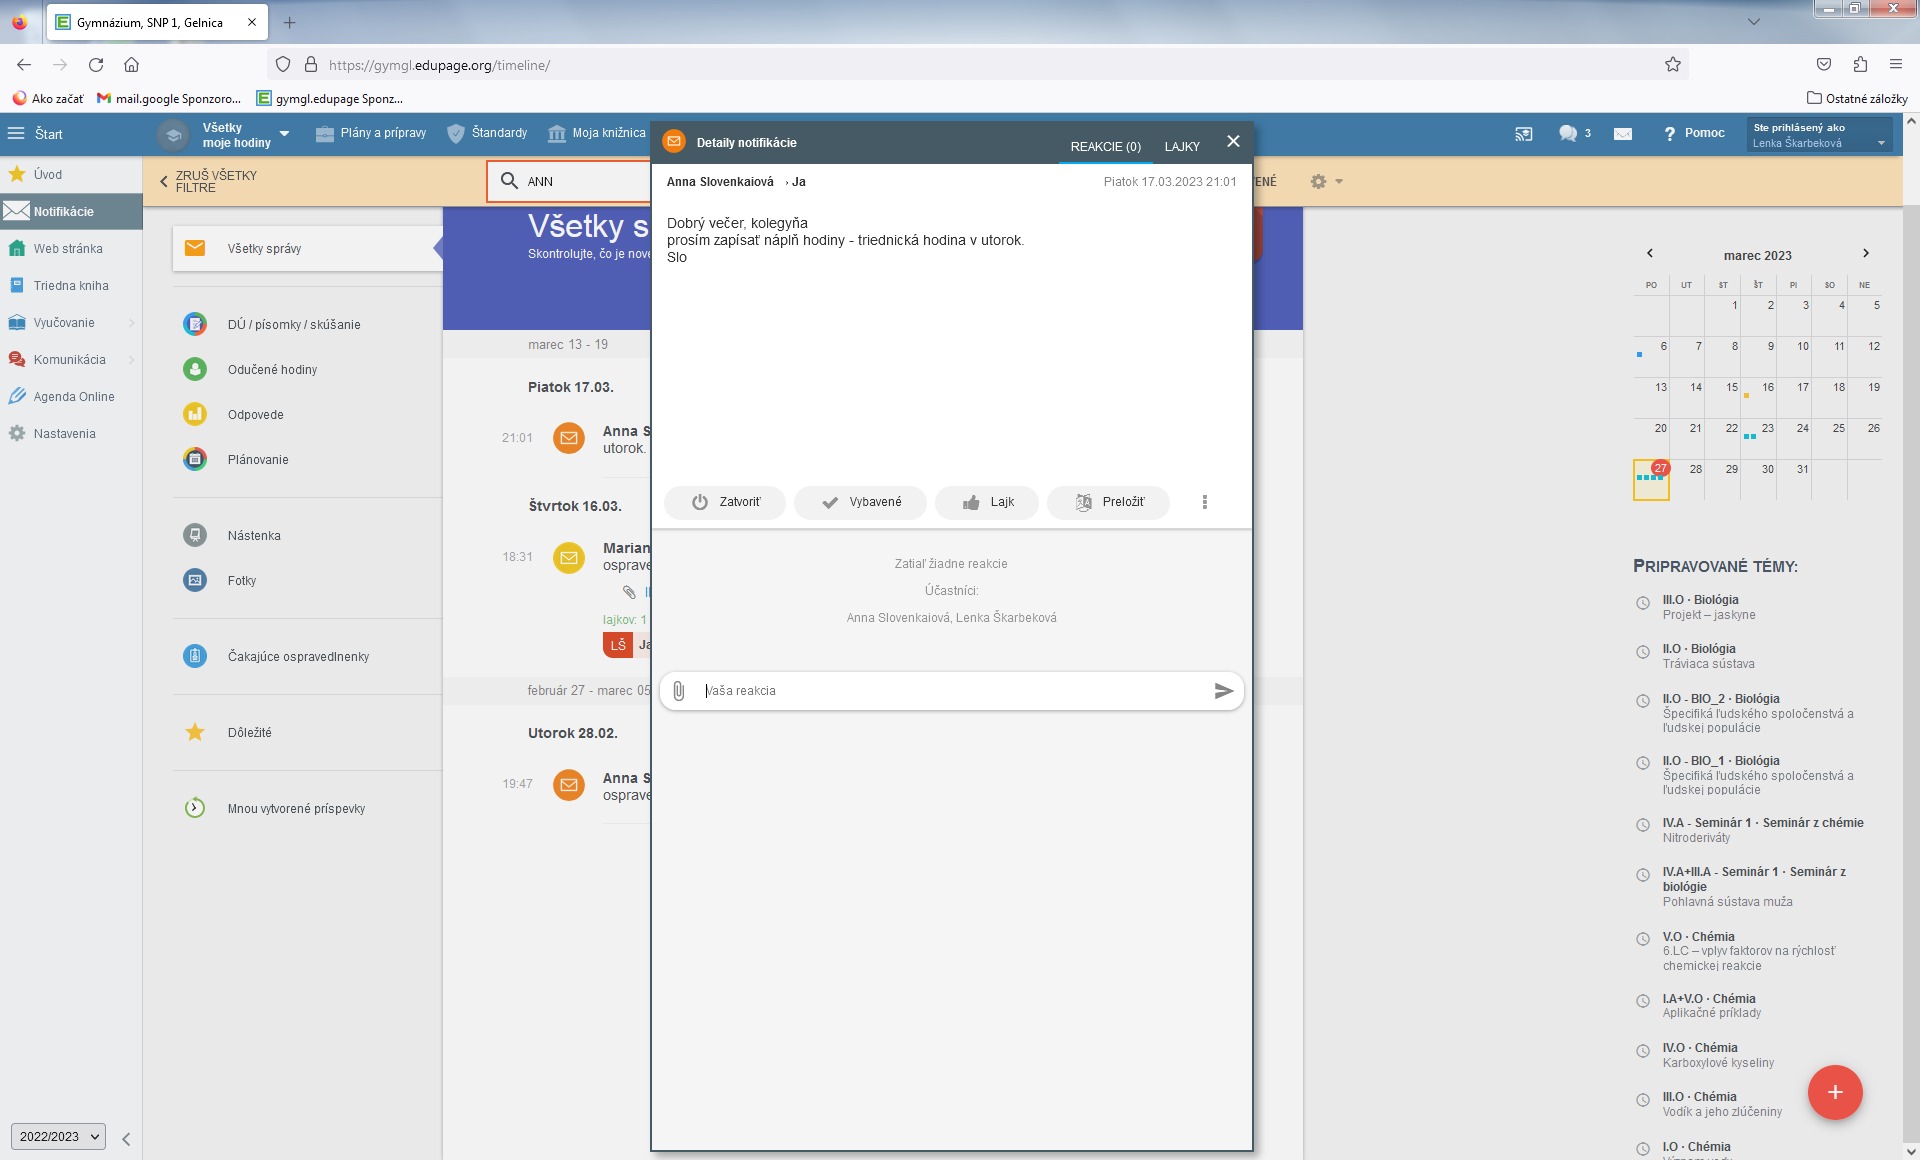 Gymnázium, SNP 1, Gelnica
https://gymgl.edupage.org/timeline/
Ako začať
mail.google Sponzoro...
gymgl.edupage Sponz...
Ostatné záložky
Štart
Všetky
moje hodiny
Plány a prípravy
Štandardy
Moja knižnica
3
Pomoc
Ste prihlásený ako
Lenka Škarbeková
Úvod
Notifikácie
Web stránka
Triedna kniha
Vyučovanie
Komunikácia
Agenda Online
Nastavenia
2022/2023
ZRUŠ VŠETKY
FILTRE
ANN
ENÉ
Všetky správy
DÚ / písomky / skúšanie
Odučené hodiny
Odpovede
Plánovanie
Nástenka
Fotky
Čakajúce ospravedlnenky
Dôležité
Mnou vytvorené príspevky
Všetky s
Skontrolujte, čo je nove
marec 13 - 19
Piatok 17.03.
21:01
Anna S
utorok.
Štvrtok 16.03.
18:31
Marian
osprave
lajkov: 1
LŠ
Ja
február 27 - marec 05
Utorok 28.02.
19:47
Anna S
osprave
Detaily notifikácie
REAKCIE (0)
LAJKY
Anna Slovenkaiová › Ja
Piatok 17.03.2023 21:01
Dobrý večer, kolegyňa
prosím zapísať náplň hodiny - triednická hodina v utorok.
Slo
Zatvoriť
Vybavené
Lajk
Preložiť
Zatiaľ žiadne reakcie
Účastníci:
Anna Slovenkaiová, Lenka Škarbeková
Vaša reakcia
marec 2023
PO UT ST ŠT PI SO NE
1 2 3 4 5
6 7 8 9 10 11 12
13 14 15 16 17 18 19
20 21 22 23 24 25 26
27 28 29 30 31
PRIPRAVOVANÉ TÉMY:
III.O · Biológia
Projekt – jaskyne
II.O · Biológia
Tráviaca sústava
II.O - BIO_2 · Biológia
Špecifiká ľudského spoločenstvá a
ľudskej populácie
II.O - BIO_1 · Biológia
Špecifiká ľudského spoločenstvá a
ľudskej populácie
IV.A - Seminár 1 · Seminár z chémie
Nitroderiváty
IV.A+III.A - Seminár 1 · Seminár z
biológie
Pohlavná sústava muža
V.O · Chémia
6.LC – vplyv faktorov na rýchlosť
chemickej reakcie
I.A+V.O · Chémia
Aplikačné príklady
IV.O · Chémia
Karboxylové kyseliny
III.O · Chémia
Vodík a jeho zlúčeniny
I.O · Chémia